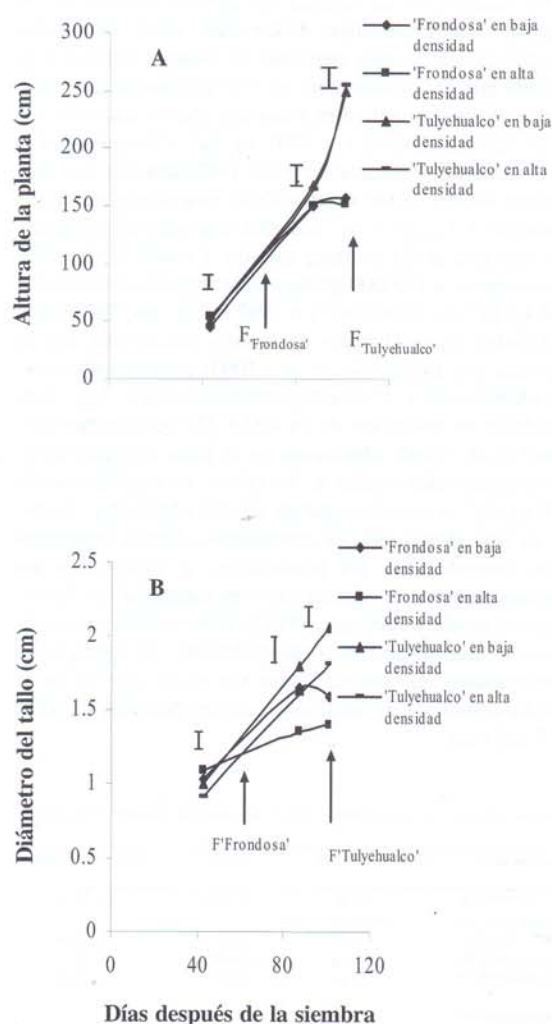 300
250
200
150
100
50
0
Altura de la planta (cm)
A
'Frondosa' en baja
densidad
'Frondosa' en alta
densidad
'Tulyehualco' en baja
densidad
'Tulyehualco' en alta
densidad
F'Frondosa'
F'Tulyehualco'
2.5
2
1.5
1
0.5
0
Diámetro del tallo (cm)
B
'Frondosa' en baja
densidad
'Frondosa' en alta
densidad
'Tulyehualco' en baja
densidad
'Tulyehualco' en alta
densidad
F'Frondosa'
F'Tulyehualco'
0 40 80 120
Días después de la siembra